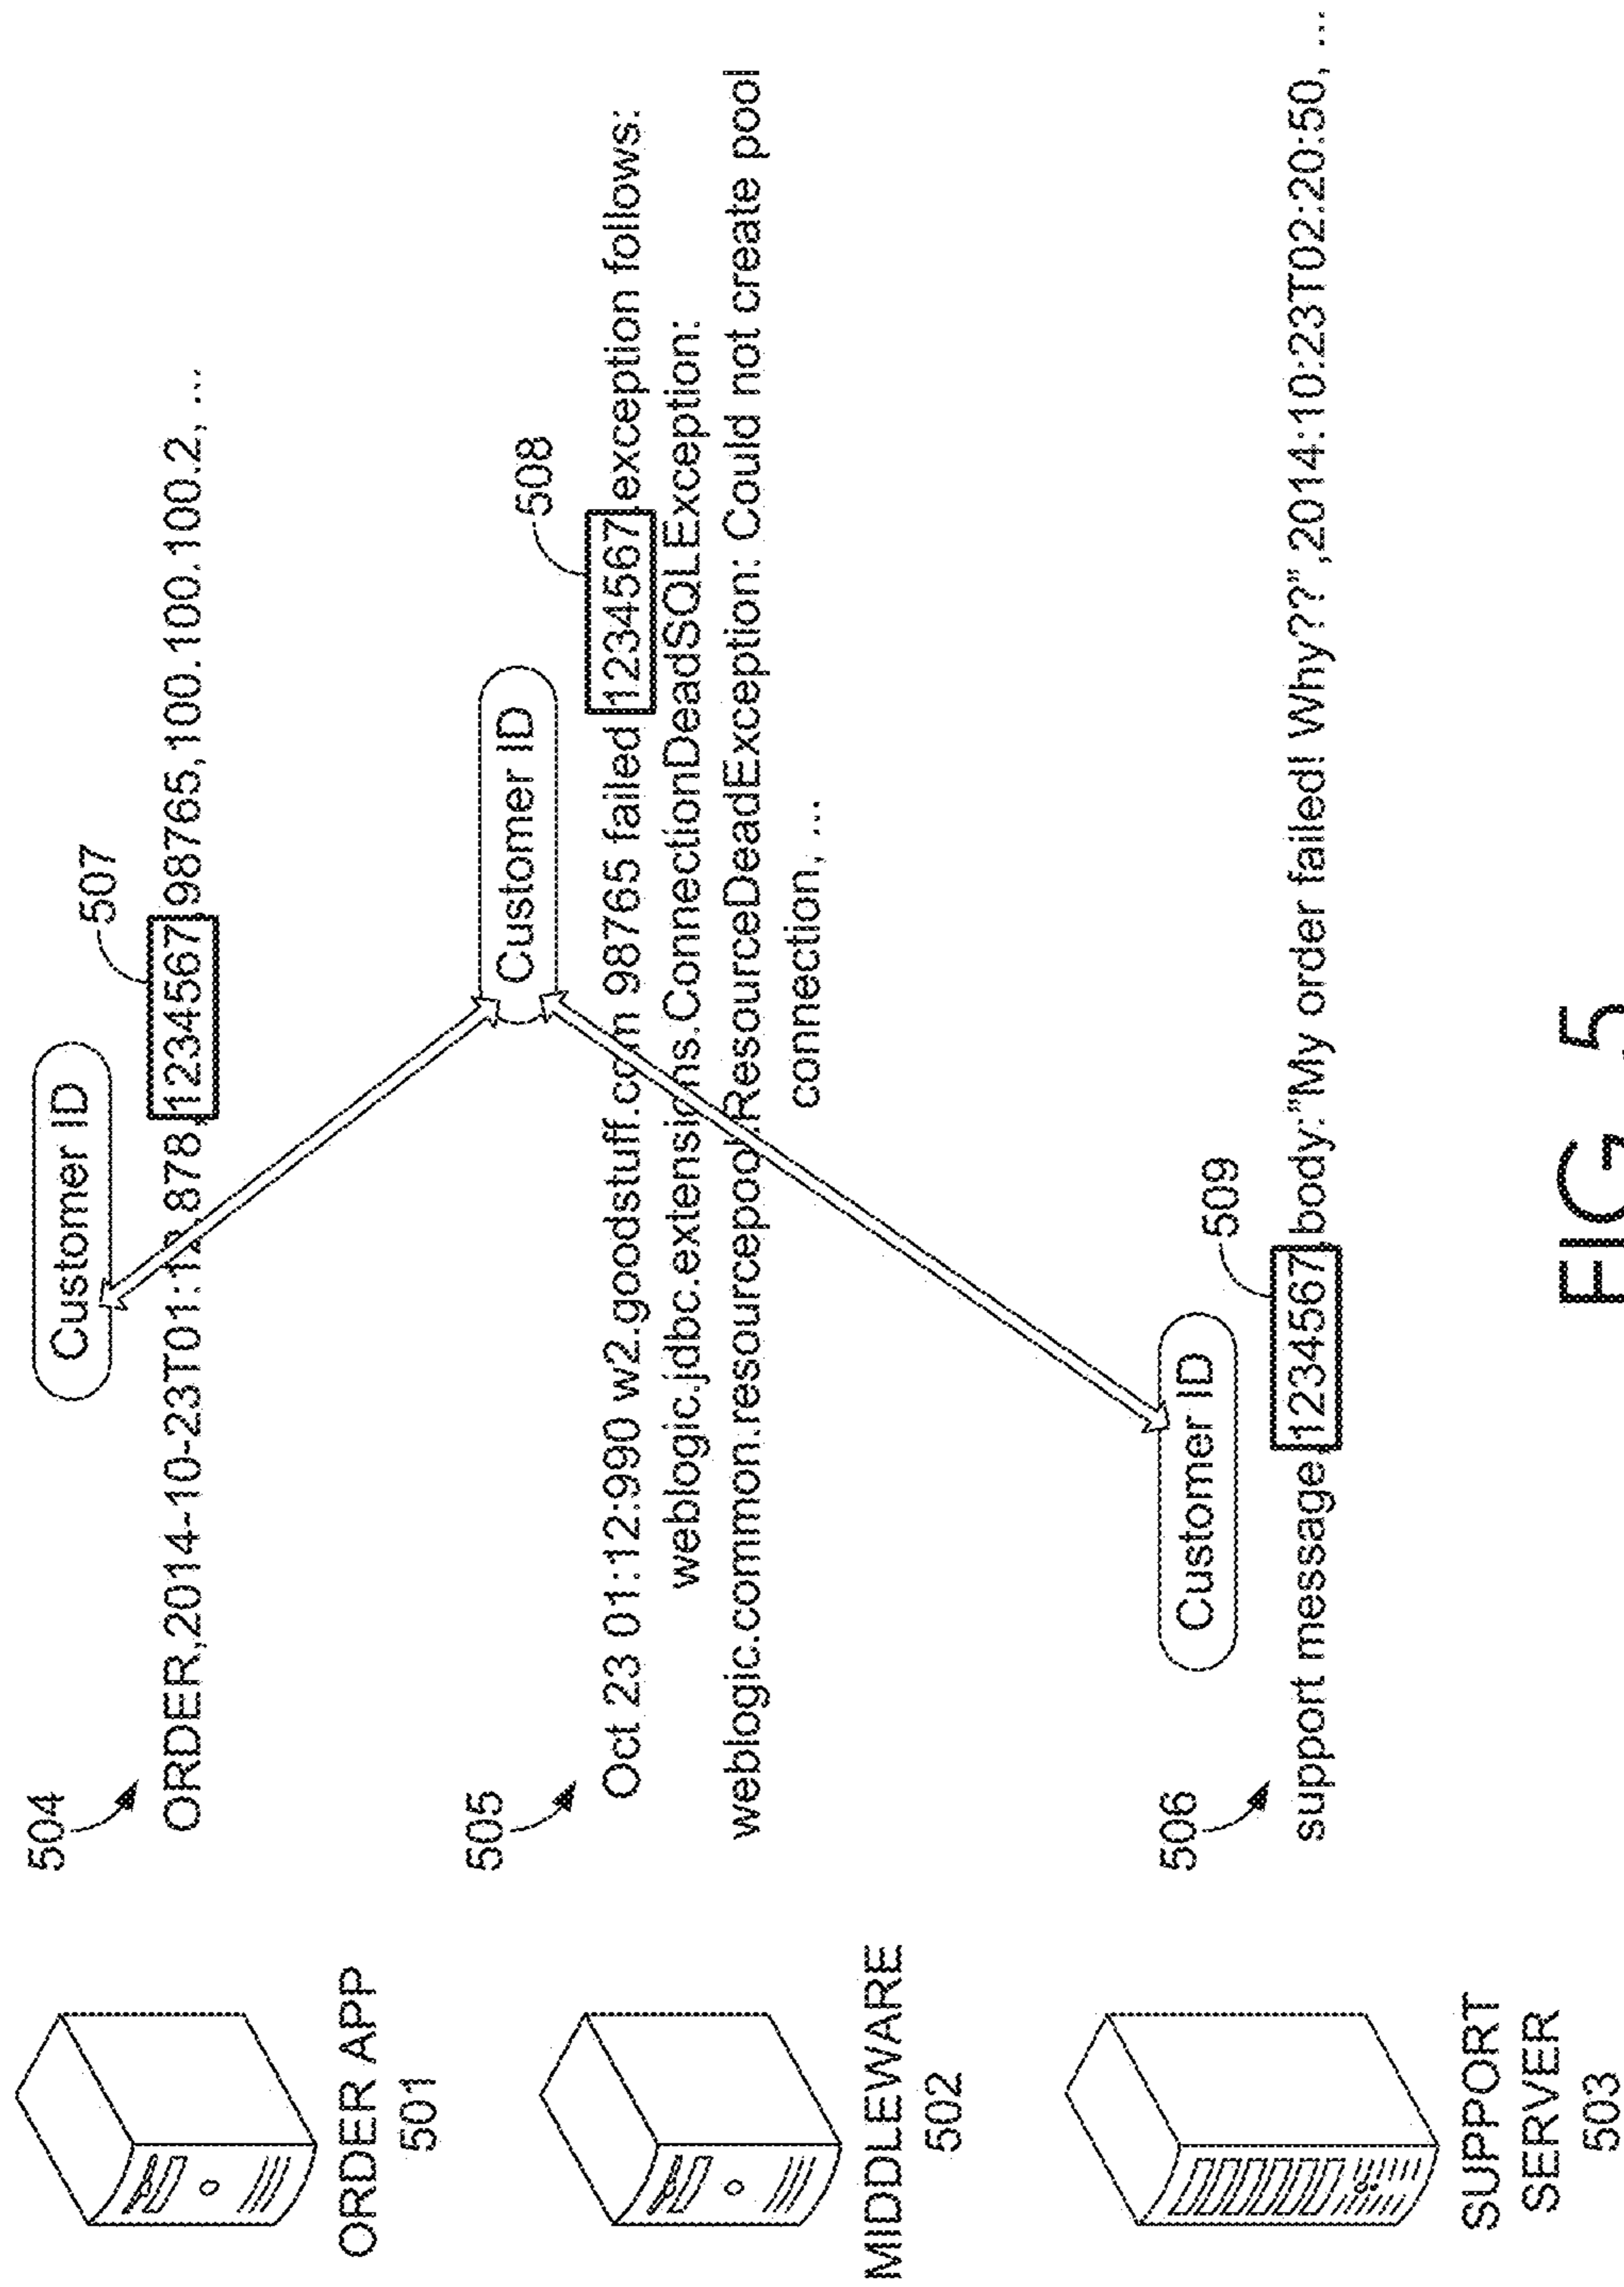 504
Customer ID
507
ORDER,2014-10-23T01:12.878,1234567,98765,100.100.100.2, ...
ORDER APP
501
505
Customer ID
508
Oct 23 01:12:990 w2.goodstuff.com 98765 failed 1234567 exception follows:
weblogic.jdbc.extensions.ConnectionDeadSQLException:
weblogic.common.resourcepool.ResourceDeadException: Could not create pool
connection, ...
MIDDLEWARE
502
506
Customer ID
509
support message,1234567,body:"My order failed! Why??",2014:10:23T02:20:50, ...
SUPPORT
SERVER
503
FIG. 5